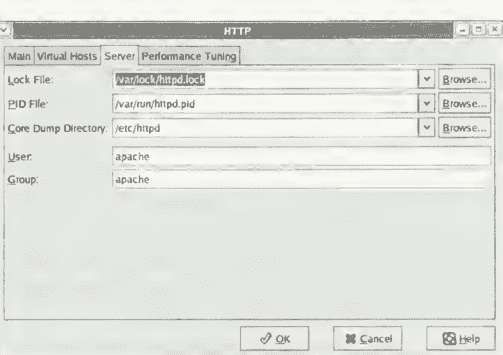 HTTP
Main Virtual Hosts Server Performance Tuning
Lock File: /var/lock/httpd.lock Browse...
PID File: /var/run/httpd.pid Browse...
Core Dump Directory: /etc/httpd Browse...
User: apache
Group: apache
OK Cancel Help